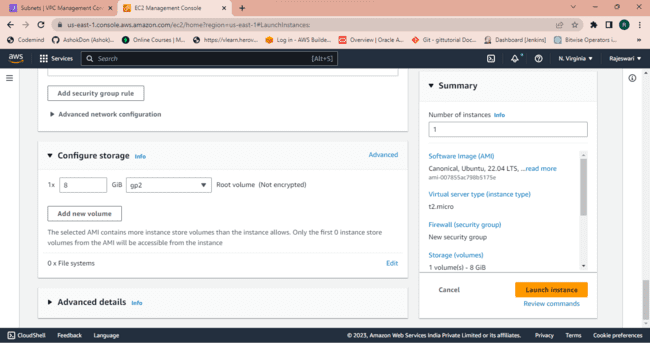 Subnets | VPC Management Cons
EC2 Management Console
us-east-1.console.aws.amazon.com/ec2/home?region=us-east-1#LaunchInstances:
Codemind
AshokDon (Ashok)...
Online Courses | M...
https://vlearn.herov...
Log in - AWS Builde...
Overview | Oracle A...
Git - gittutorial Doc...
Dashboard [Jenkins]
Bitwise Operators i...
aws
Services
Search
[Alt+S]
N. Virginia
Rajeswari
Add security group rule
Advanced network configuration
Configure storage Info
Advanced
1x 8 GiB gp2 Root volume (Not encrypted)
Add new volume
The selected AMI contains more instance store volumes than the instance allows. Only the first 0 instance store
volumes from the AMI will be accessible from the instance
0 x File systems
Edit
Advanced details Info
Summary
Number of instances Info
1
Software Image (AMI)
Canonical, Ubuntu, 22.04 LTS, ...read more
ami-007855ac798b5175e
Virtual server type (instance type)
t2.micro
Firewall (security group)
New security group
Storage (volumes)
1 volume(s) - 8 GiB
Cancel
Launch instance
Review commands
CloudShell
Feedback
Language
© 2023, Amazon Web Services India Private Limited or its affiliates.
Privacy
Terms
Cookie preferences